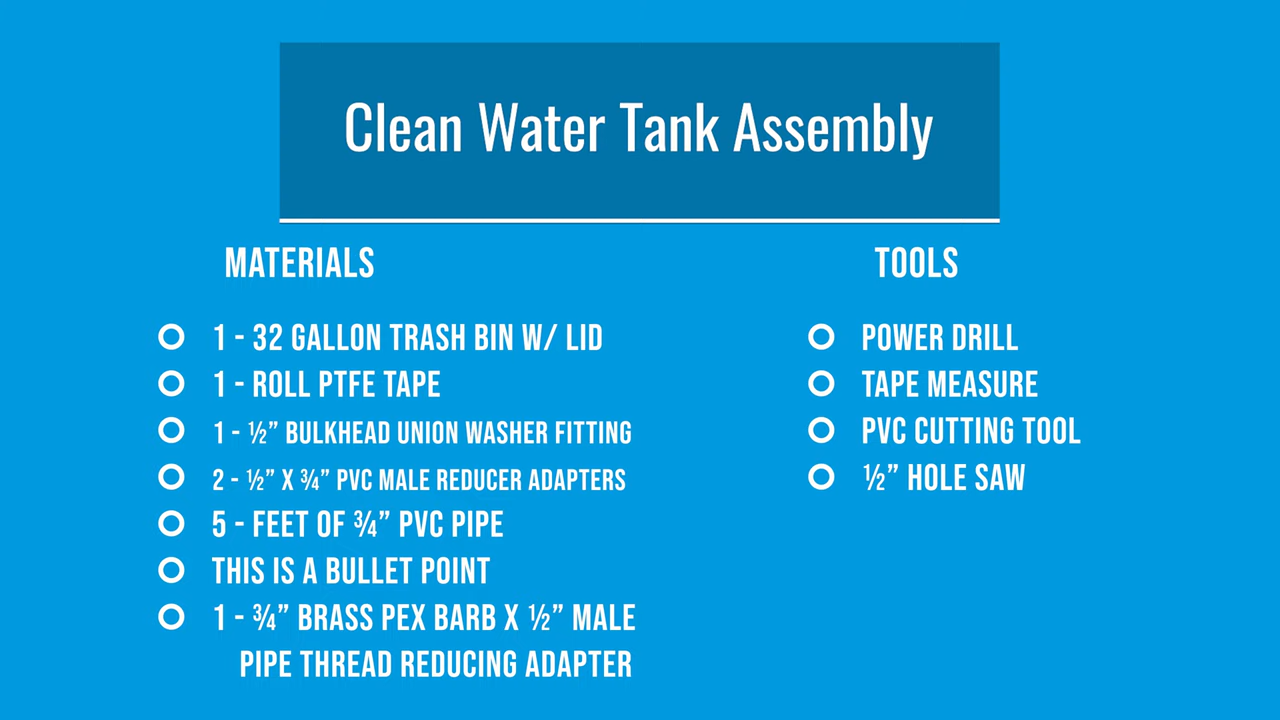 Clean Water Tank Assembly
MATERIALS
1 - 32 GALLON TRASH BIN W/ LID
1 - ROLL PTFE TAPE
1 - ½” BULKHEAD UNION WASHER FITTING
2 - ½” X ¾” PVC MALE REDUCER ADAPTERS
5 - FEET OF ¾” PVC PIPE
THIS IS A BULLET POINT
1 - ¾” BRASS PEX BARB X ½” MALE
PIPE THREAD REDUCING ADAPTER
TOOLS
POWER DRILL
TAPE MEASURE
PVC CUTTING TOOL
½” HOLE SAW